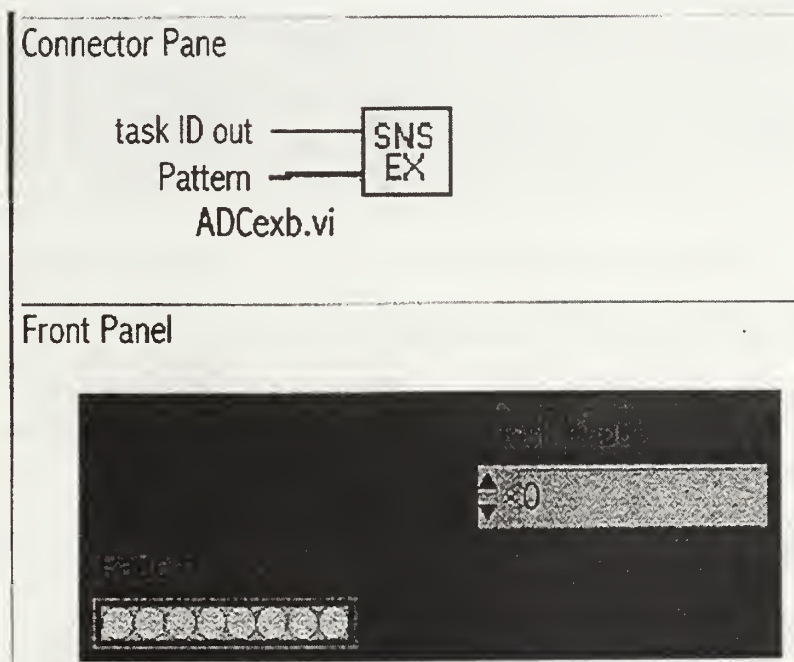 Connector Pane
task ID out
Pattern
SNS
EX
ADCexb.vi
Front Panel
0